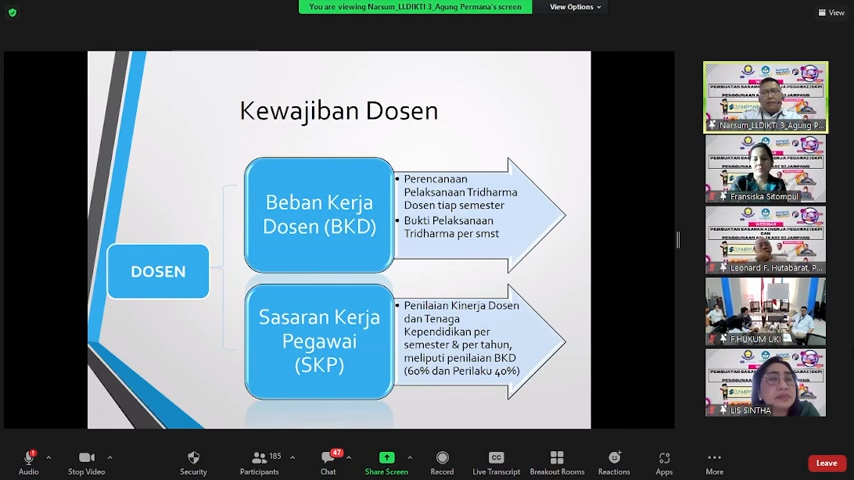 You are viewing Narsum_LLDIKTI 3_Agung Permana's screen
View Options
View
Kewajiban Dosen
DOSEN
Beban Kerja
Dosen (BKD)
• Perencanaan
Pelaksanaan Tridharma
Dosen tiap semester
• Bukti Pelaksanaan
Tridharma per smst
Sasaran Kerja
Pegawai
(SKP)
• Penilaian Kinerja Dosen
dan Tenaga
Kependidikan per
semester & per tahun,
meliputi penilaian BKD
(60% dan Perilaku 40%)
Narsum_LLDIKTI 3_Agung P...
Fransiska Sitompul
Leonard F. Hutabarat, P...
F.HUKUM UKI
LIS SINTHA
Audio
Stop Video
Security
185
Participants
47
Chat
Share Screen
Record
CC
Live Transcript
Breakout Rooms
Reactions
Apps
More
Leave